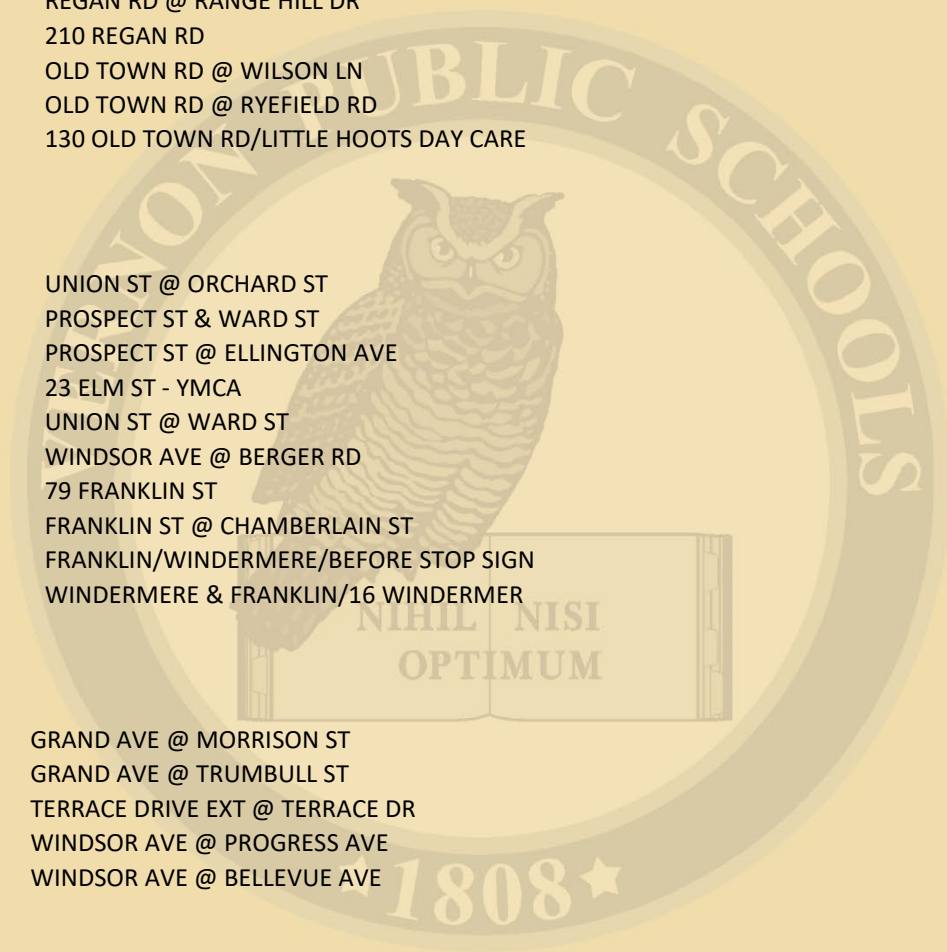 REGAN RD @ RANGE HILL DR
210 REGAN RD
OLD TOWN RD @ WILSON LN
OLD TOWN RD @ RYEFIELD RD
130 OLD TOWN RD/LITTLE HOOTS DAY CARE
UNION ST @ ORCHARD ST
PROSPECT ST & WARD ST
PROSPECT ST @ ELLINGTON AVE
23 ELM ST - YMCA
UNION ST @ WARD ST
WINDSOR AVE @ BERGER RD
79 FRANKLIN ST
FRANKLIN ST @ CHAMBERLAIN ST
FRANKLIN/WINDERMERE/BEFORE STOP SIGN
WINDERMERE & FRANKLIN/16 WINDERMER
GRAND AVE @ MORRISON ST
GRAND AVE @ TRUMBULL ST
TERRACE DRIVE EXT @ TERRACE DR
WINDSOR AVE @ PROGRESS AVE
WINDSOR AVE @ BELLEVUE AVE
VERNON PUBLIC SCHOOLS
NIHIL NISI
OPTIMUM
1808